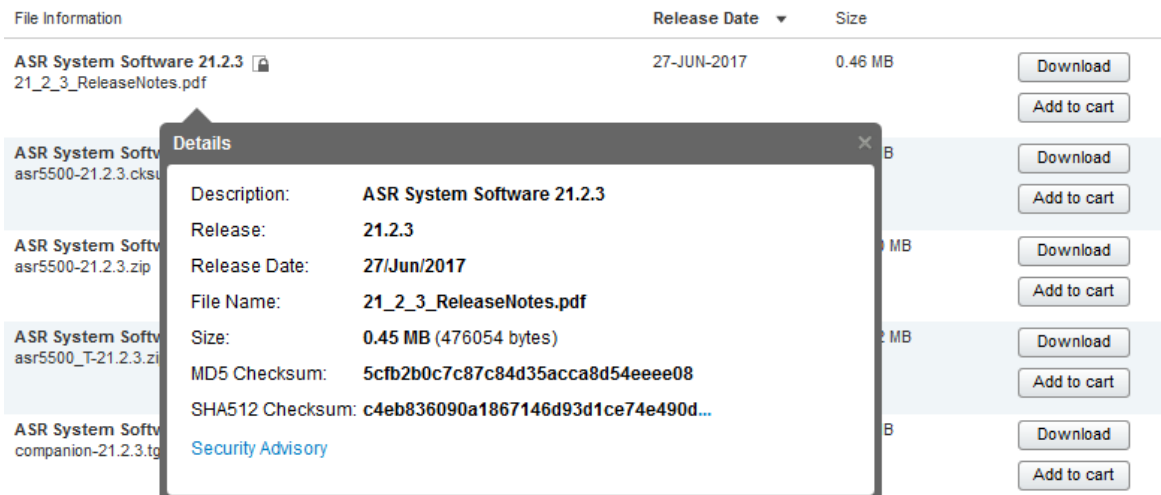 File Information Release Date Size
ASR System Software 21.2.3 27-JUN-2017 0.46 MB Download
21_2_3_ReleaseNotes.pdf
Add to cart
Details
ASR System B Download
asr5500-21.2.3.
Add to cart
Description: ASR System Software 21.2.3
Release: 21.2.3
ASR System MB Download
asr5500-21.2.3.zip
Release Date: 27/Jun/2017
Add to cart
File Name: 21_2_3_ReleaseNotes.pdf
ASR System MB Download
Size: 0.45 MB (476054 bytes)
asr5500_T-21.2.3.zi
MD5 Checksum: 5cfb2b0c7c87c84d35acca8d54eeee08
Add to cart
SHA512 Checksum: c4eb836090a1867146d93d1ce74e490d...
ASR System B Download
companion-21.2.3.tg
Security Advisory
Add to cart